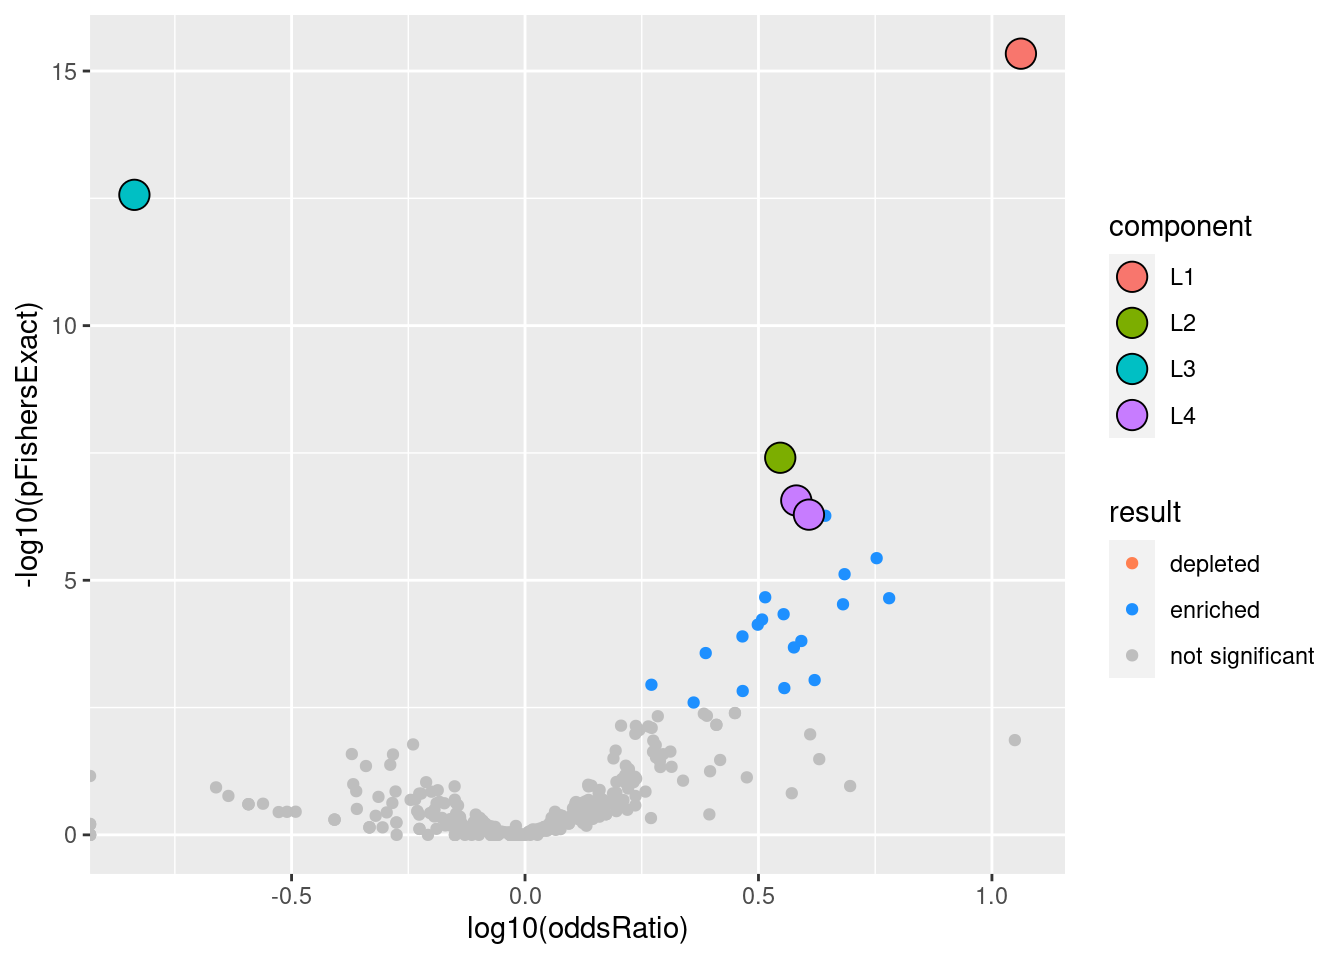 15
10
5
0
-log10(pFishersExact)
-0.5
0.0
0.5
1.0
log10(oddsRatio)
component
L1
L2
L3
L4
result
depleted
enriched
not significant